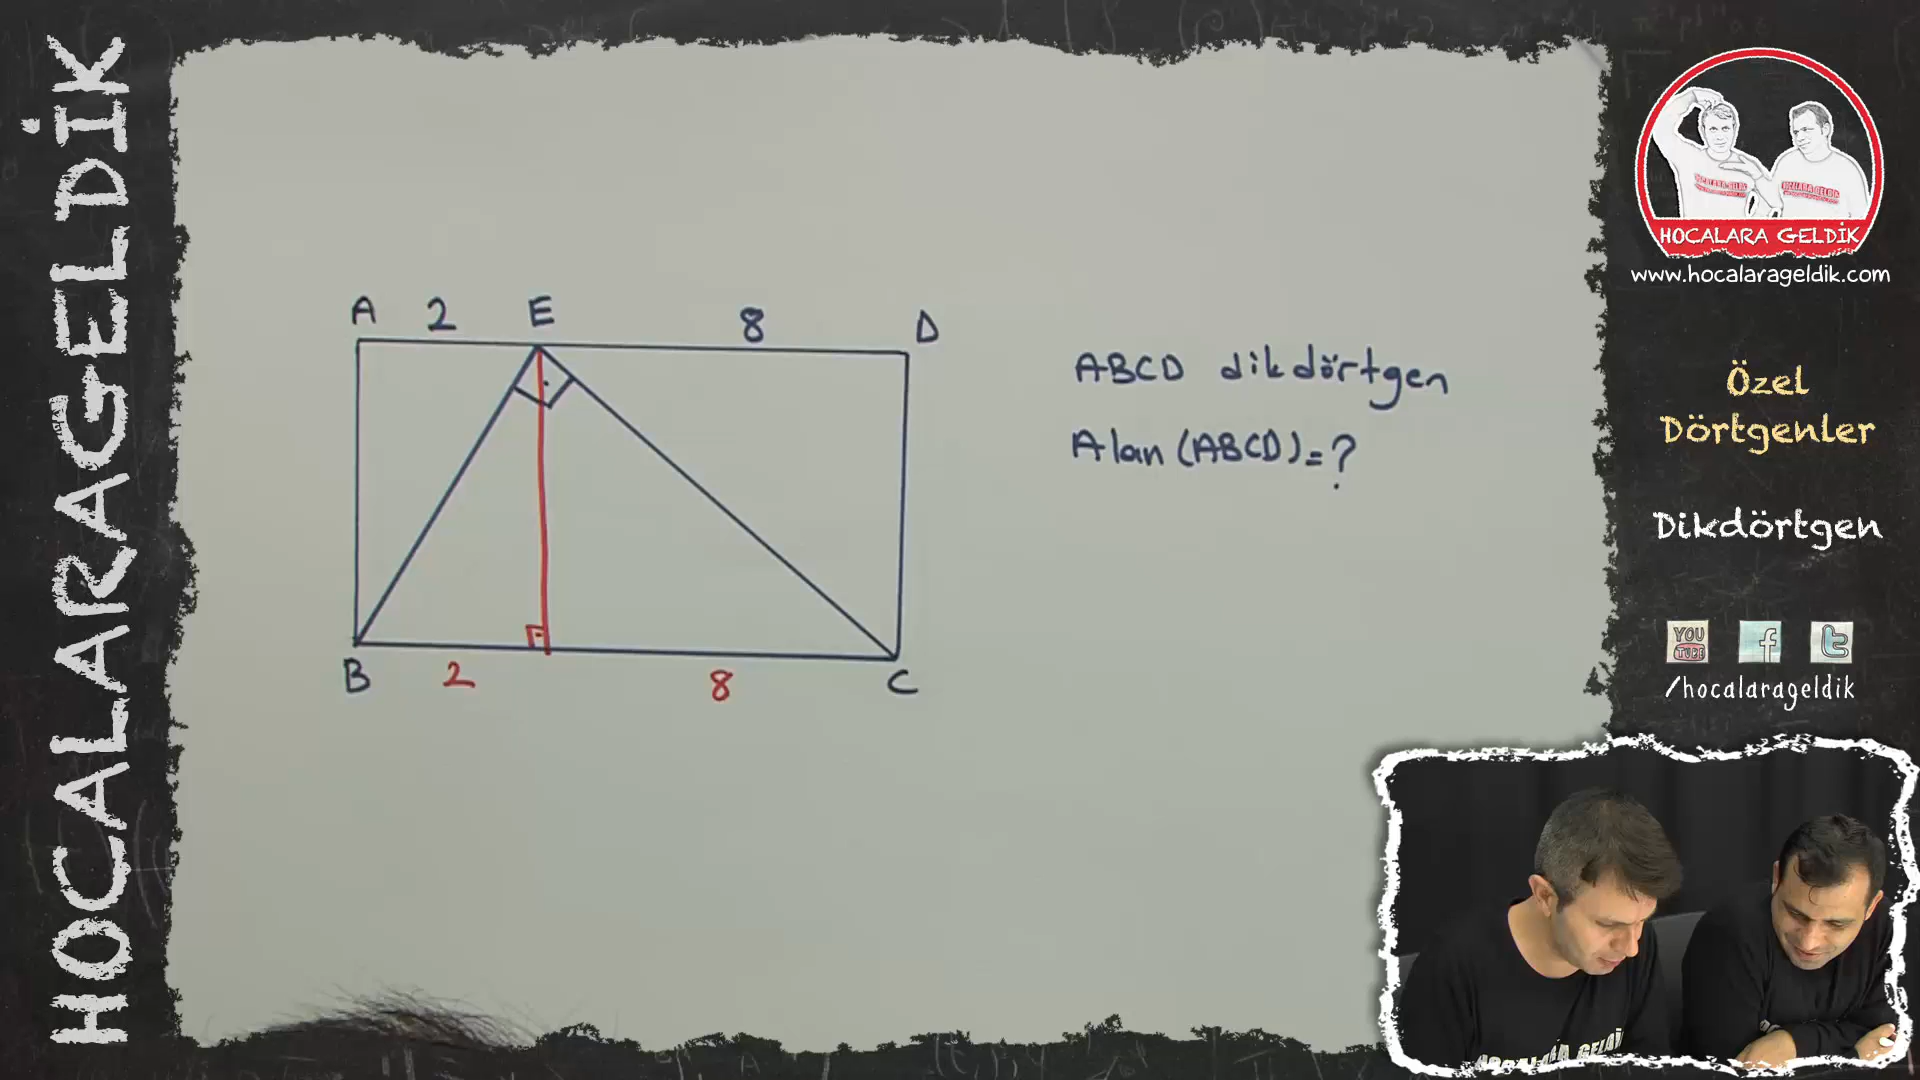 HOCALARAGELDİK
A 2 E 8 D
B 2 8 C
ABCD dikdörtgen
Alan (ABCD) = ?
HOCALARA GELDİK
www.hocalarageldik.com
Özel
Dörtgenler
Dikdörtgen
YOU
TUBE
f
t
/hocalarageldik